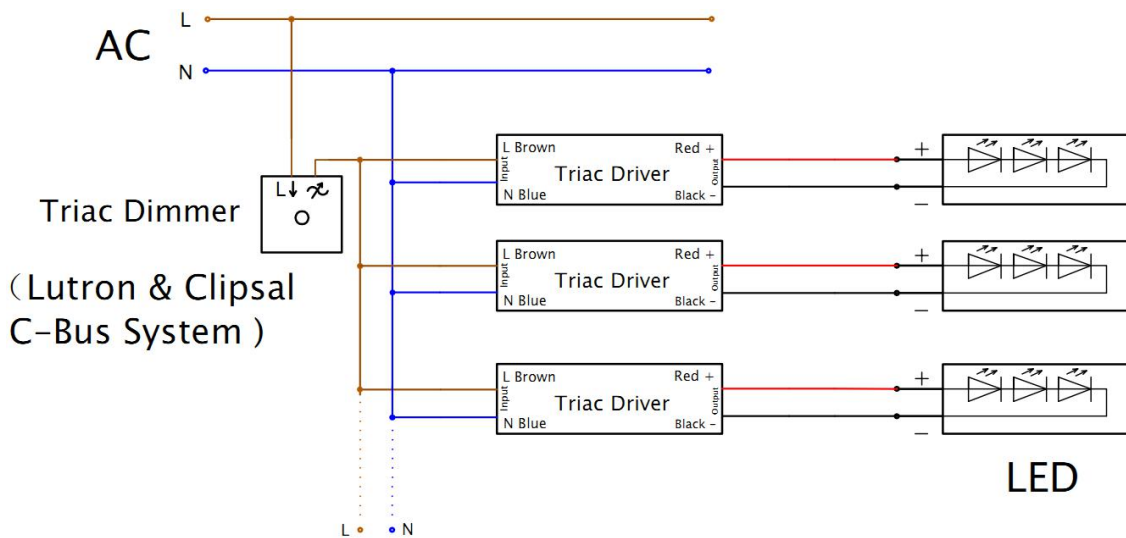 L
AC
N
L Brown
Input
N Blue
Triac Driver
Red +
Output
Black -
+
−
L
Triac Dimmer
（Lutron & Clipsal
C-Bus System ）
L Brown
Input
N Blue
Triac Driver
Red +
Output
Black -
+
−
L Brown
Input
N Blue
Triac Driver
Red +
Output
Black -
+
−
LED
L
N